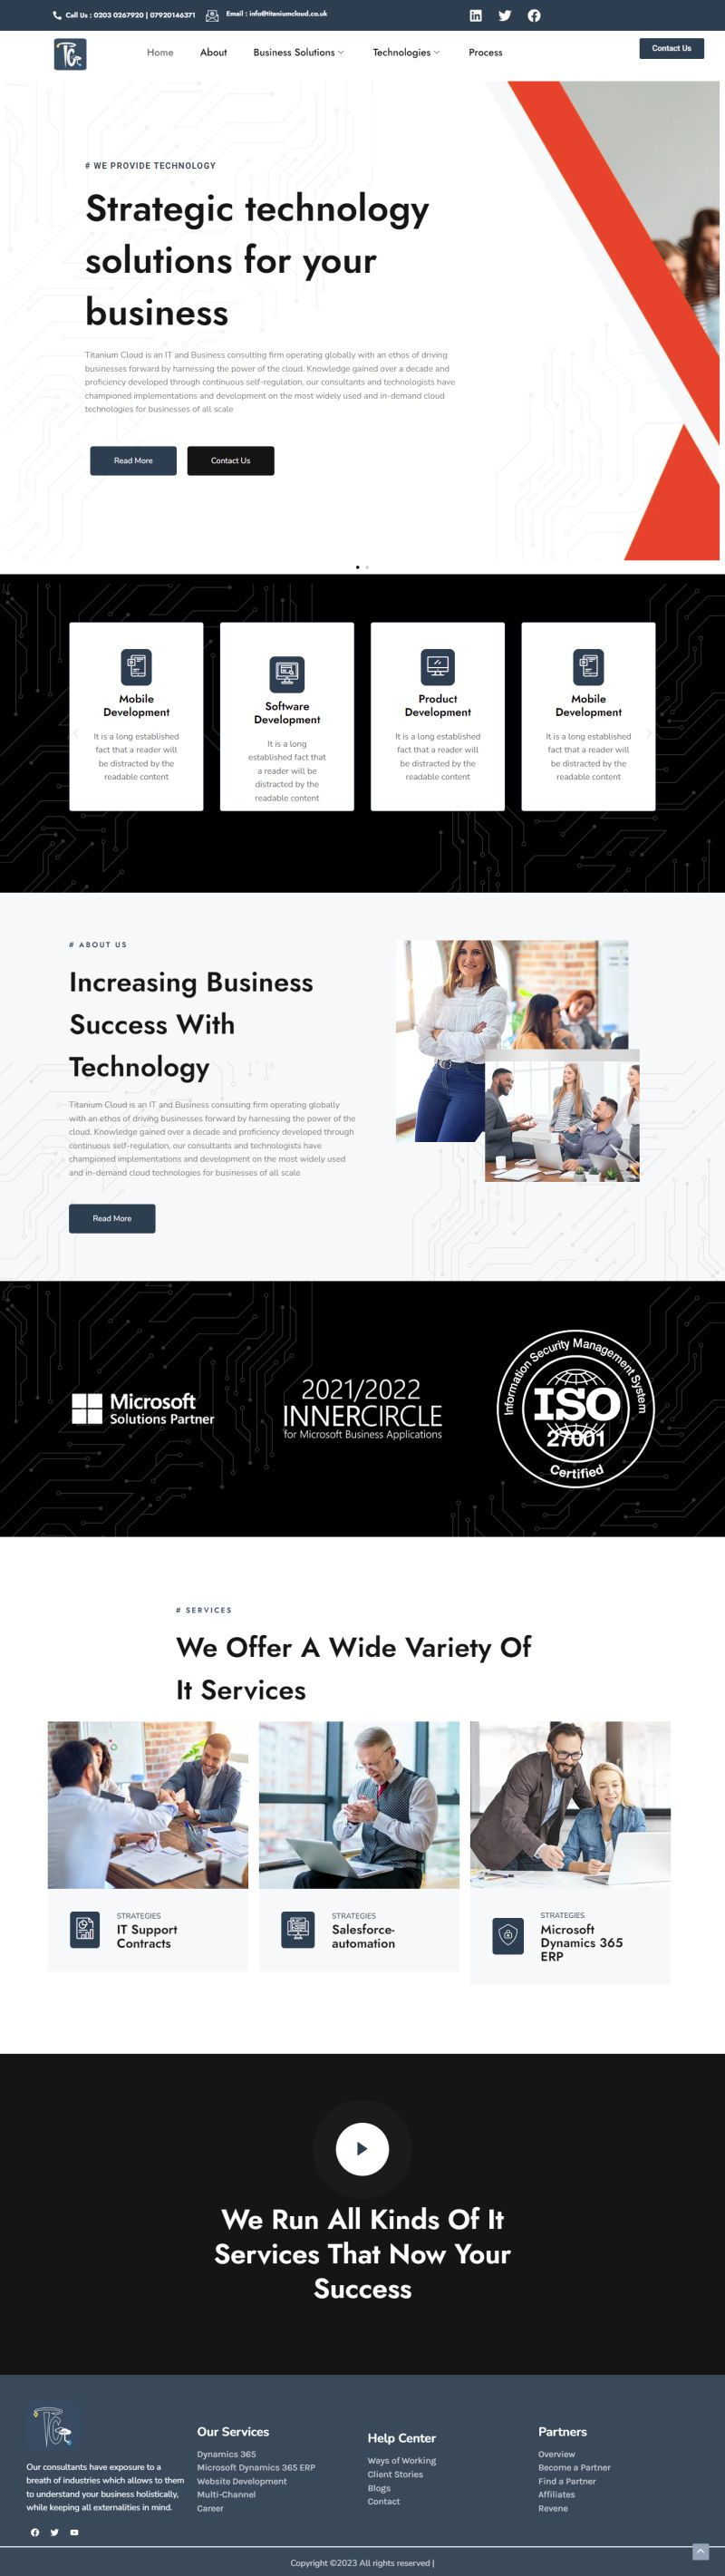 Call Us : 0203 0267920 | 07920146371
Email : info@titaniumcloud.co.uk
Home
About
Business Solutions
Technologies
Process
Contact Us
# WE PROVIDE TECHNOLOGY
Strategic technology
solutions for your
business
Titanium Cloud is an IT and Business consulting firm operating globally with an ethos of driving
businesses forward by harnessing the power of the cloud. Knowledge gained over a decade and
proficiency developed through continuous self-regulation, our consultants and technologists have
championed implementations and development on the most widely used and in-demand cloud
technologies for businesses of all scale
Read More
Contact Us
Mobile
Development
It is a long established
fact that a reader will
be distracted by the
readable content
Software
Development
It is a long
established fact that
a reader will be
distracted by the
readable content
Product
Development
It is a long established
fact that a reader will
be distracted by the
readable content
Mobile
Development
It is a long established
fact that a reader will
be distracted by the
readable content
# ABOUT US
Increasing Business
Success With
Technology
Titanium Cloud is an IT and Business consulting firm operating globally
with an ethos of driving businesses forward by harnessing the power of the
cloud. Knowledge gained over a decade and proficiency developed through
continuous self-regulation, our consultants and technologists have
championed implementations and development on the most widely used
and in-demand cloud technologies for businesses of all scale
Read More
Microsoft
Solutions Partner
2021/2022
INNERCIRCLE
for Microsoft Business Applications
Information Security Management System
ISO
27001
Certified
# SERVICES
We Offer A Wide Variety Of
It Services
STRATEGIES
IT Support
Contracts
STRATEGIES
Salesforce-
automation
STRATEGIES
Microsoft
Dynamics 365
ERP
We Run All Kinds Of It
Services That Now Your
Success
Our consultants have exposure to a
breath of industries which allows to them
to understand your business holistically,
while keeping all externalities in mind.
Our Services
Dynamics 365
Microsoft Dynamics 365 ERP
Website Development
Multi-Channel
Career
Help Center
Ways of Working
Client Stories
Blogs
Contact
Partners
Overview
Become a Partner
Find a Partner
Affiliates
Revene
Copyright ©2023 All rights reserved |